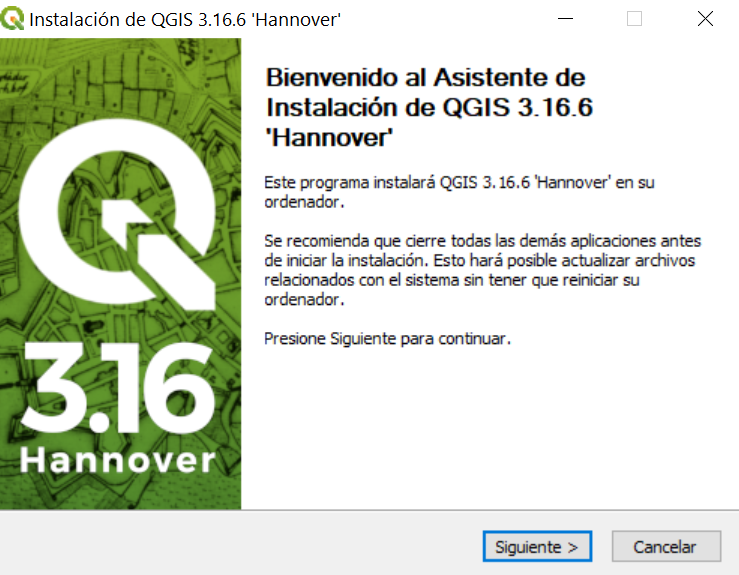 Instalación de QGIS 3.16.6 'Hannover'
Bienvenido al Asistente de
Instalación de QGIS 3.16.6
'Hannover'
Este programa instalará QGIS 3.16.6 'Hannover' en su
ordenador.
Se recomienda que cierre todas las demás aplicaciones antes
de iniciar la instalación. Esto hará posible actualizar archivos
relacionados con el sistema sin tener que reiniciar su
ordenador.
Presione Siguiente para continuar.
3.16
Hannover
Siguiente >
Cancelar